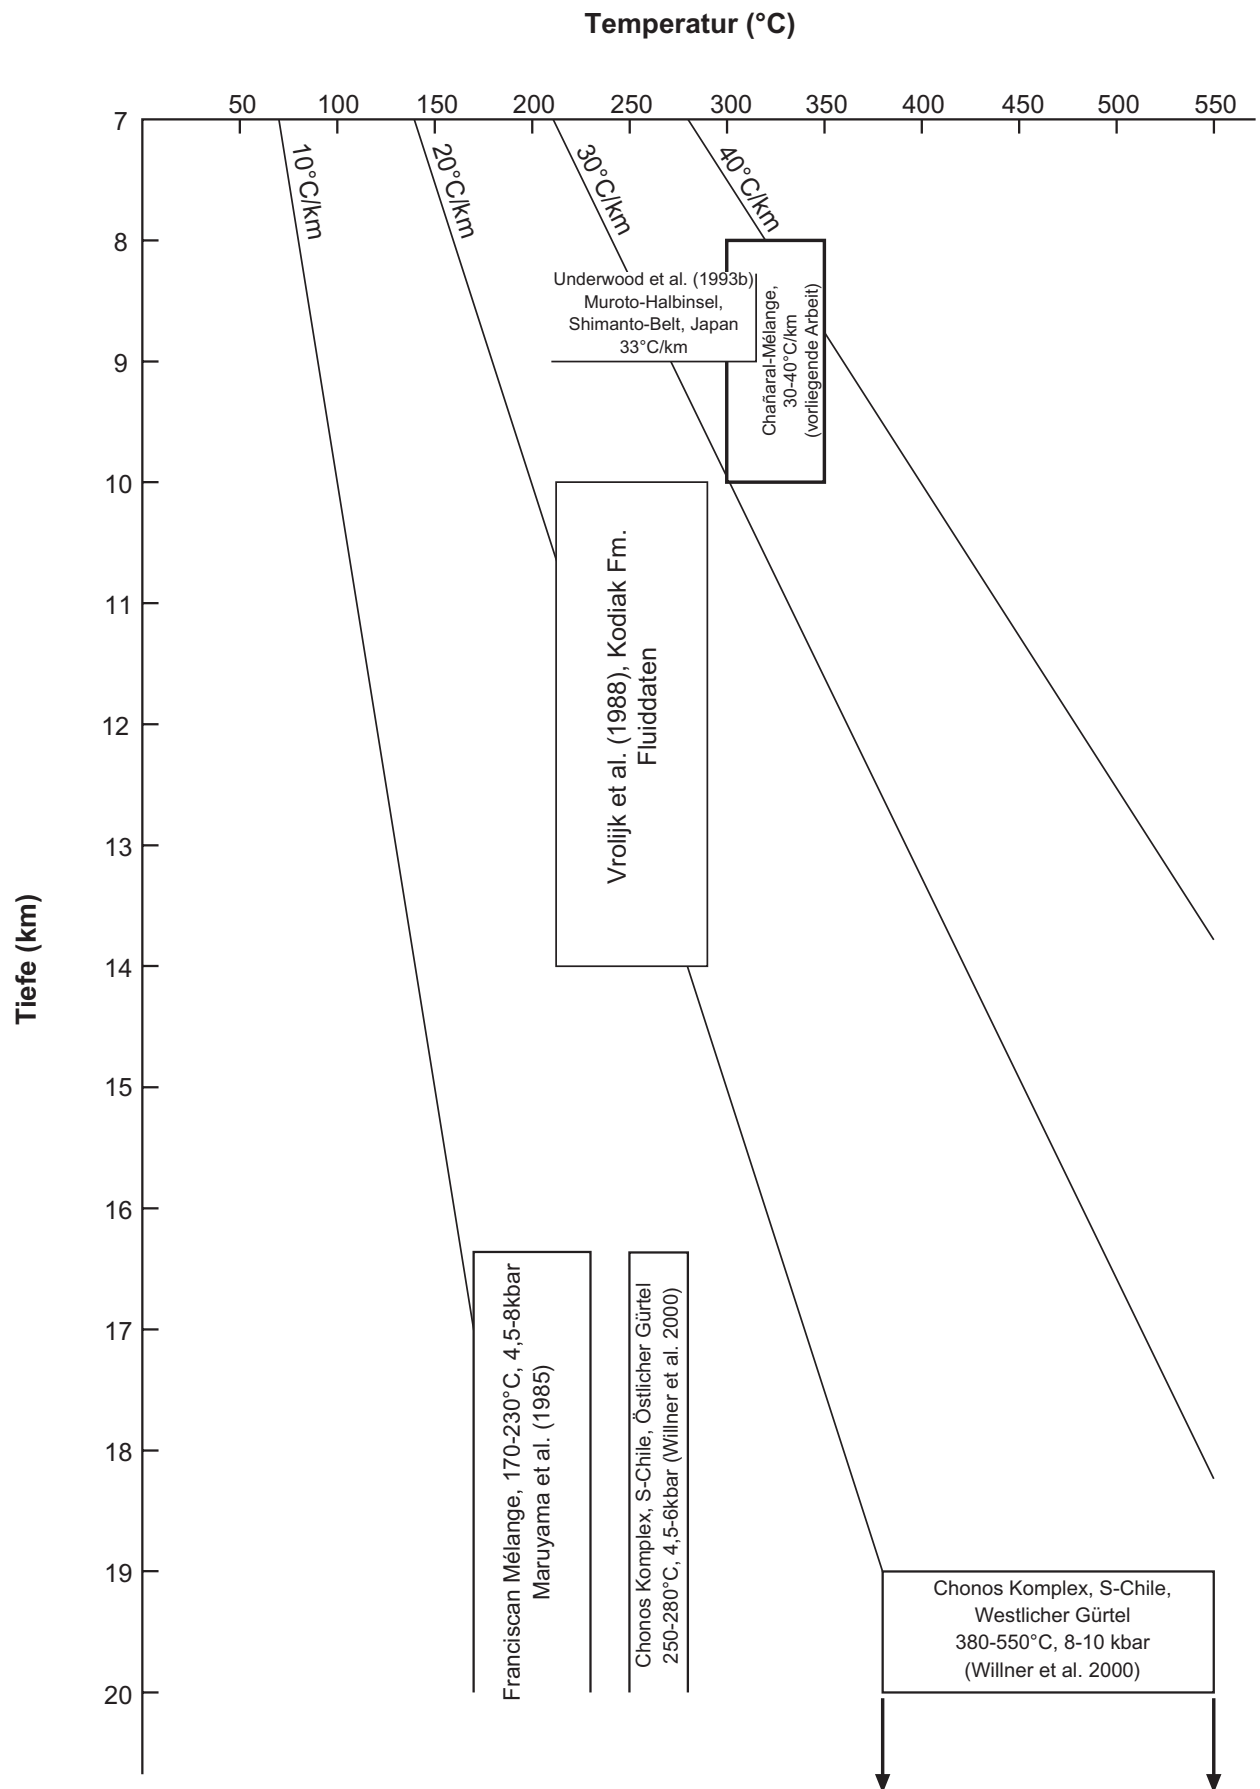 Temperatur (°C)
50 100 150 200 250 300 350 400 450 500 550
7
10°C/km
20°C/km
30°C/km
40°C/km
8
Underwood et al. (1993b)
Muroto-Halbinsel,
Shimanto-Belt, Japan
33°C/km
Chañaral-Mélange,
30-40°C/km
(vorliegende Arbeit)
9
10
Vrolijk et al. (1988), Kodiak Fm.
Fluiddaten
11
12
13
Tiefe (km)
14
15
16
Franciscan Mélange, 170-230°C, 4,5-8kbar
Maruyama et al. (1985)
Chonos Komplex, S-Chile, Östlicher Gürtel
250-280°C, 4,5-6kbar (Willner et al. 2000)
17
18
19
Chonos Komplex, S-Chile,
Westlicher Gürtel
380-550°C, 8-10 kbar
(Willner et al. 2000)
20